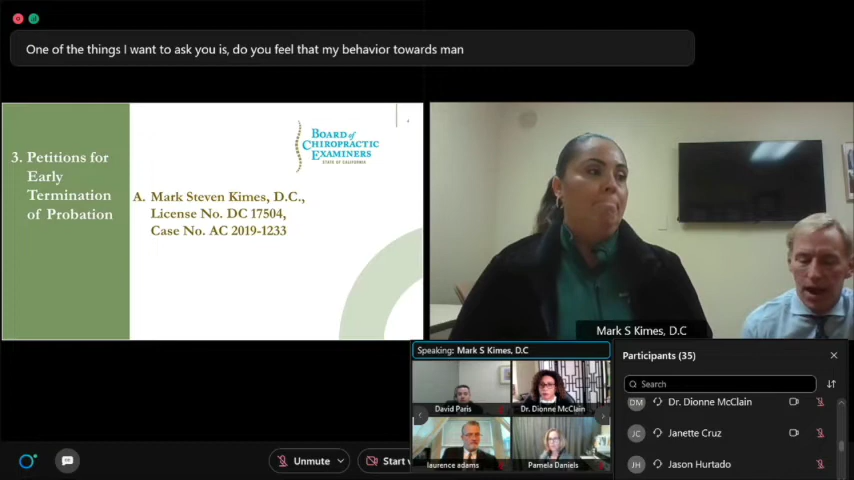 One of the things I want to ask you is, do you feel that my behavior towards man
3. Petitions for
Early
Termination
of Probation
BOARD of
CHIROPRACTIC
EXAMINERS
STATE OF CALIFORNIA
A. Mark Steven Kimes, D.C.,
License No. DC 17504,
Case No. AC 2019-1233
Mark S Kimes, D.C
Speaking: Mark S Kimes, D.C
David Paris
Dr. Dionne McClain
laurence adams
Pamela Daniels
Participants (35)
Search
DM Dr. Dionne McClain
JC Janette Cruz
JH Jason Hurtado
Unmute
Start v